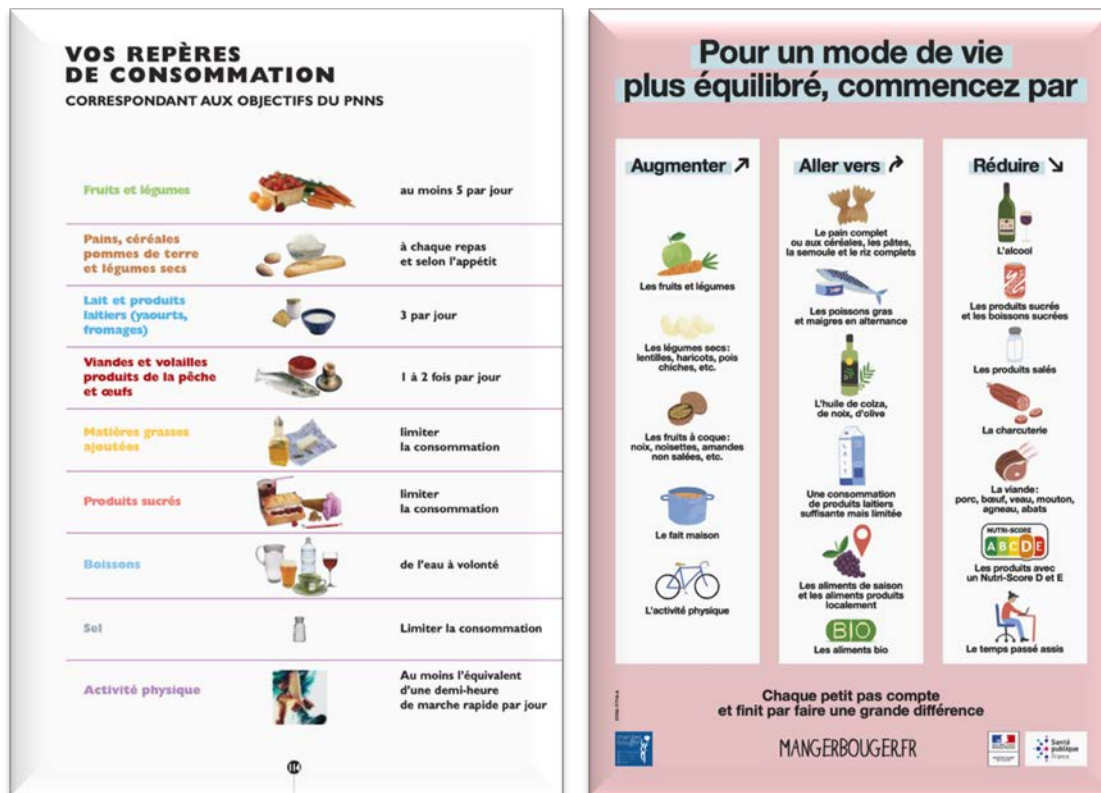 VOS REPÈRES
DE CONSOMMATION
CORRESPONDANT AUX OBJECTIFS DU PNNS
Fruits et légumes
au moins 5 par jour
Pains, céréales
pommes de terre
et légumes secs
à chaque repas
et selon l'appétit
Lait et produits
laitiers (yaourts,
fromages)
3 par jour
Viandes et volailles
produits de la pêche
et œufs
1 à 2 fois par jour
Matières grasses
ajoutées
limiter
la consommation
Produits sucrés
limiter
la consommation
Boissons
de l'eau à volonté
Sel
Limiter la consommation
Activité physique
Au moins l'équivalent
d'une demi-heure
de marche rapide par jour
114
Pour un mode de vie
plus équilibré, commencez par
Augmenter
Les fruits et légumes
Les légumes secs:
lentilles, haricots, pois
chiches, etc.
Les fruits à coque:
noix, noisettes, amandes
non salées, etc.
Le fait maison
L'activité physique
Aller vers
Le pain complet
ou aux céréales, les pâtes,
la semoule et le riz complets
Les poissons gras
et maigres en alternance
L'huile de colza,
de noix, d'olive
LAIT
Une consommation
de produits laitiers
suffisante mais limitée
Les aliments de saison
et les aliments produits
localement
BIO
Les aliments bio
Réduire
L'alcool
Les produits sucrés
et les boissons sucrées
Les produits salés
La charcuterie
La viande:
porc, bœuf, veau, mouton,
agneau, abats
NUTRI-SCORE
A B C D E
Les produits avec
un Nutri-Score D et E
Le temps passé assis
Chaque petit pas compte
et finit par faire une grande différence
MANGERBOUGER.FR
Santé
publique
France